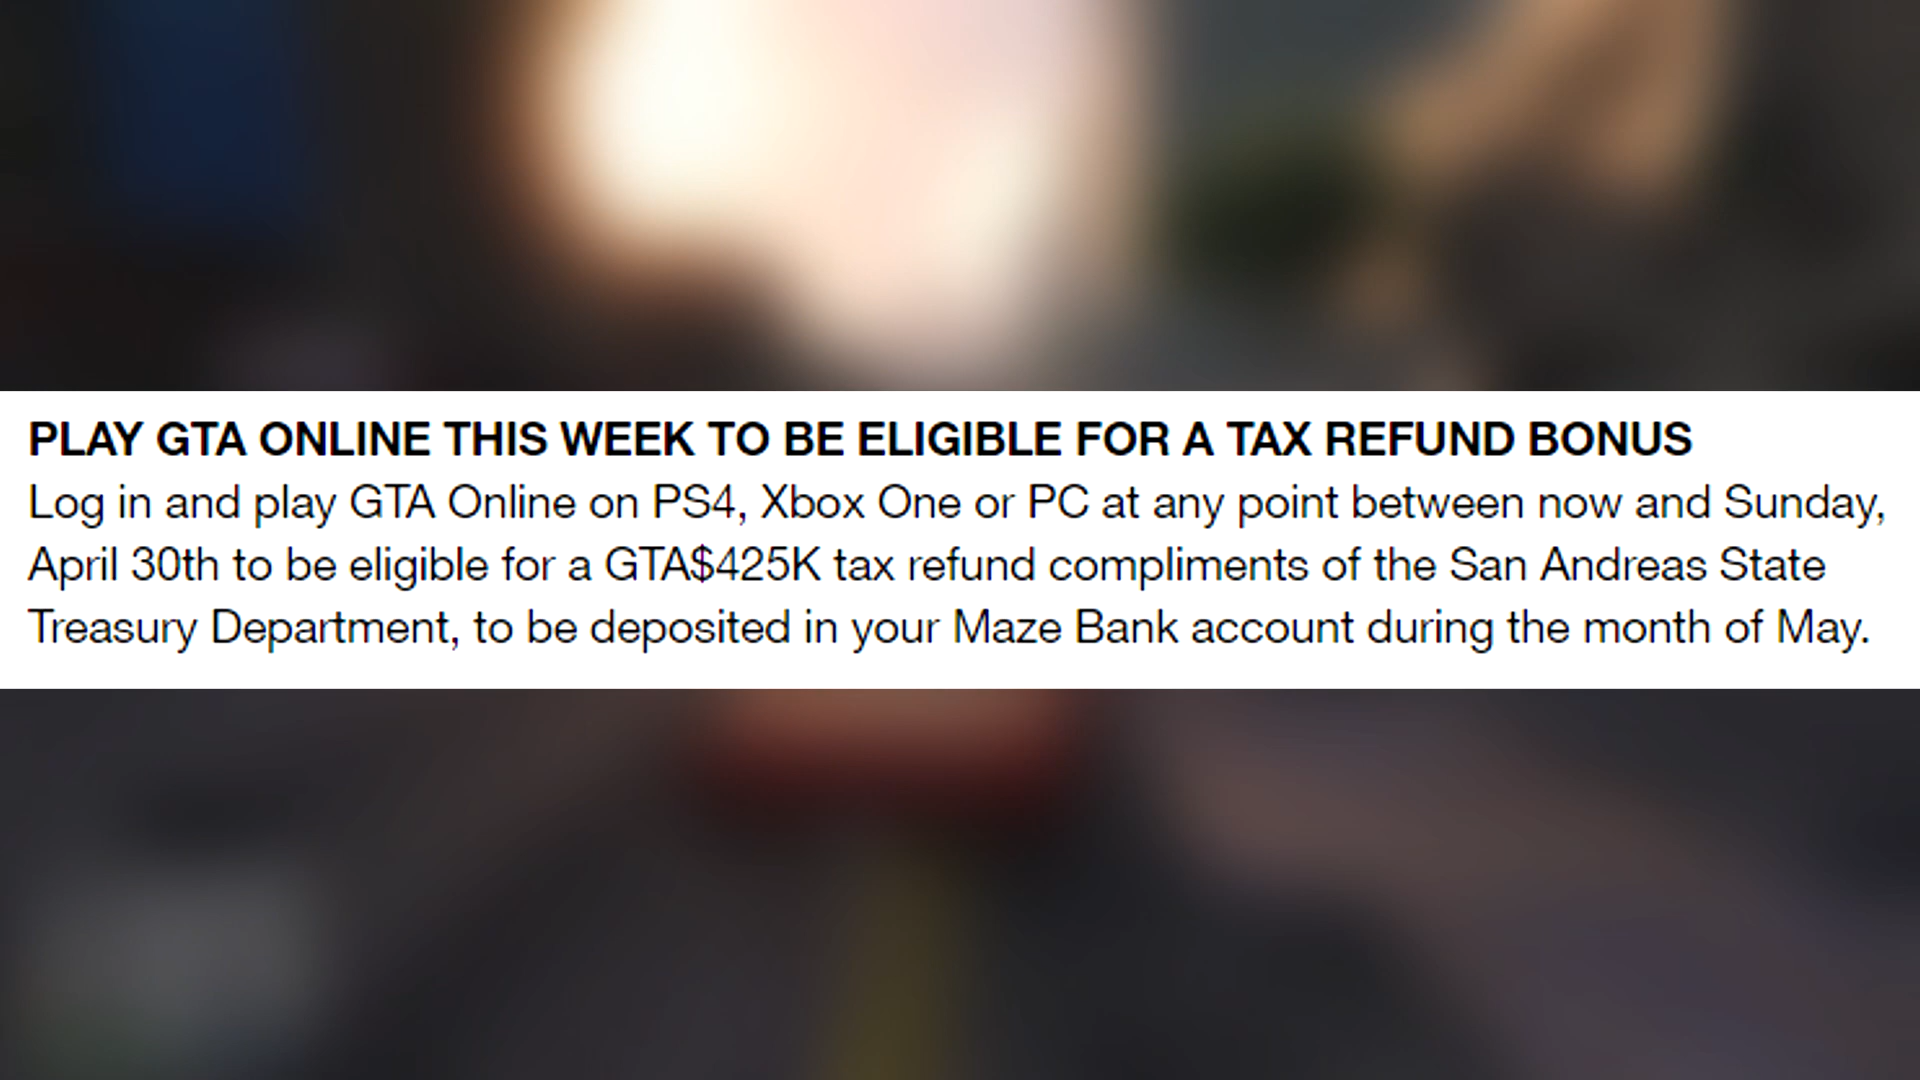 PLAY GTA ONLINE THIS WEEK TO BE ELIGIBLE FOR A TAX REFUND BONUS
Log in and play GTA Online on PS4, Xbox One or PC at any point between now and Sunday,
April 30th to be eligible for a GTA$425K tax refund compliments of the San Andreas State
Treasury Department, to be deposited in your Maze Bank account during the month of May.